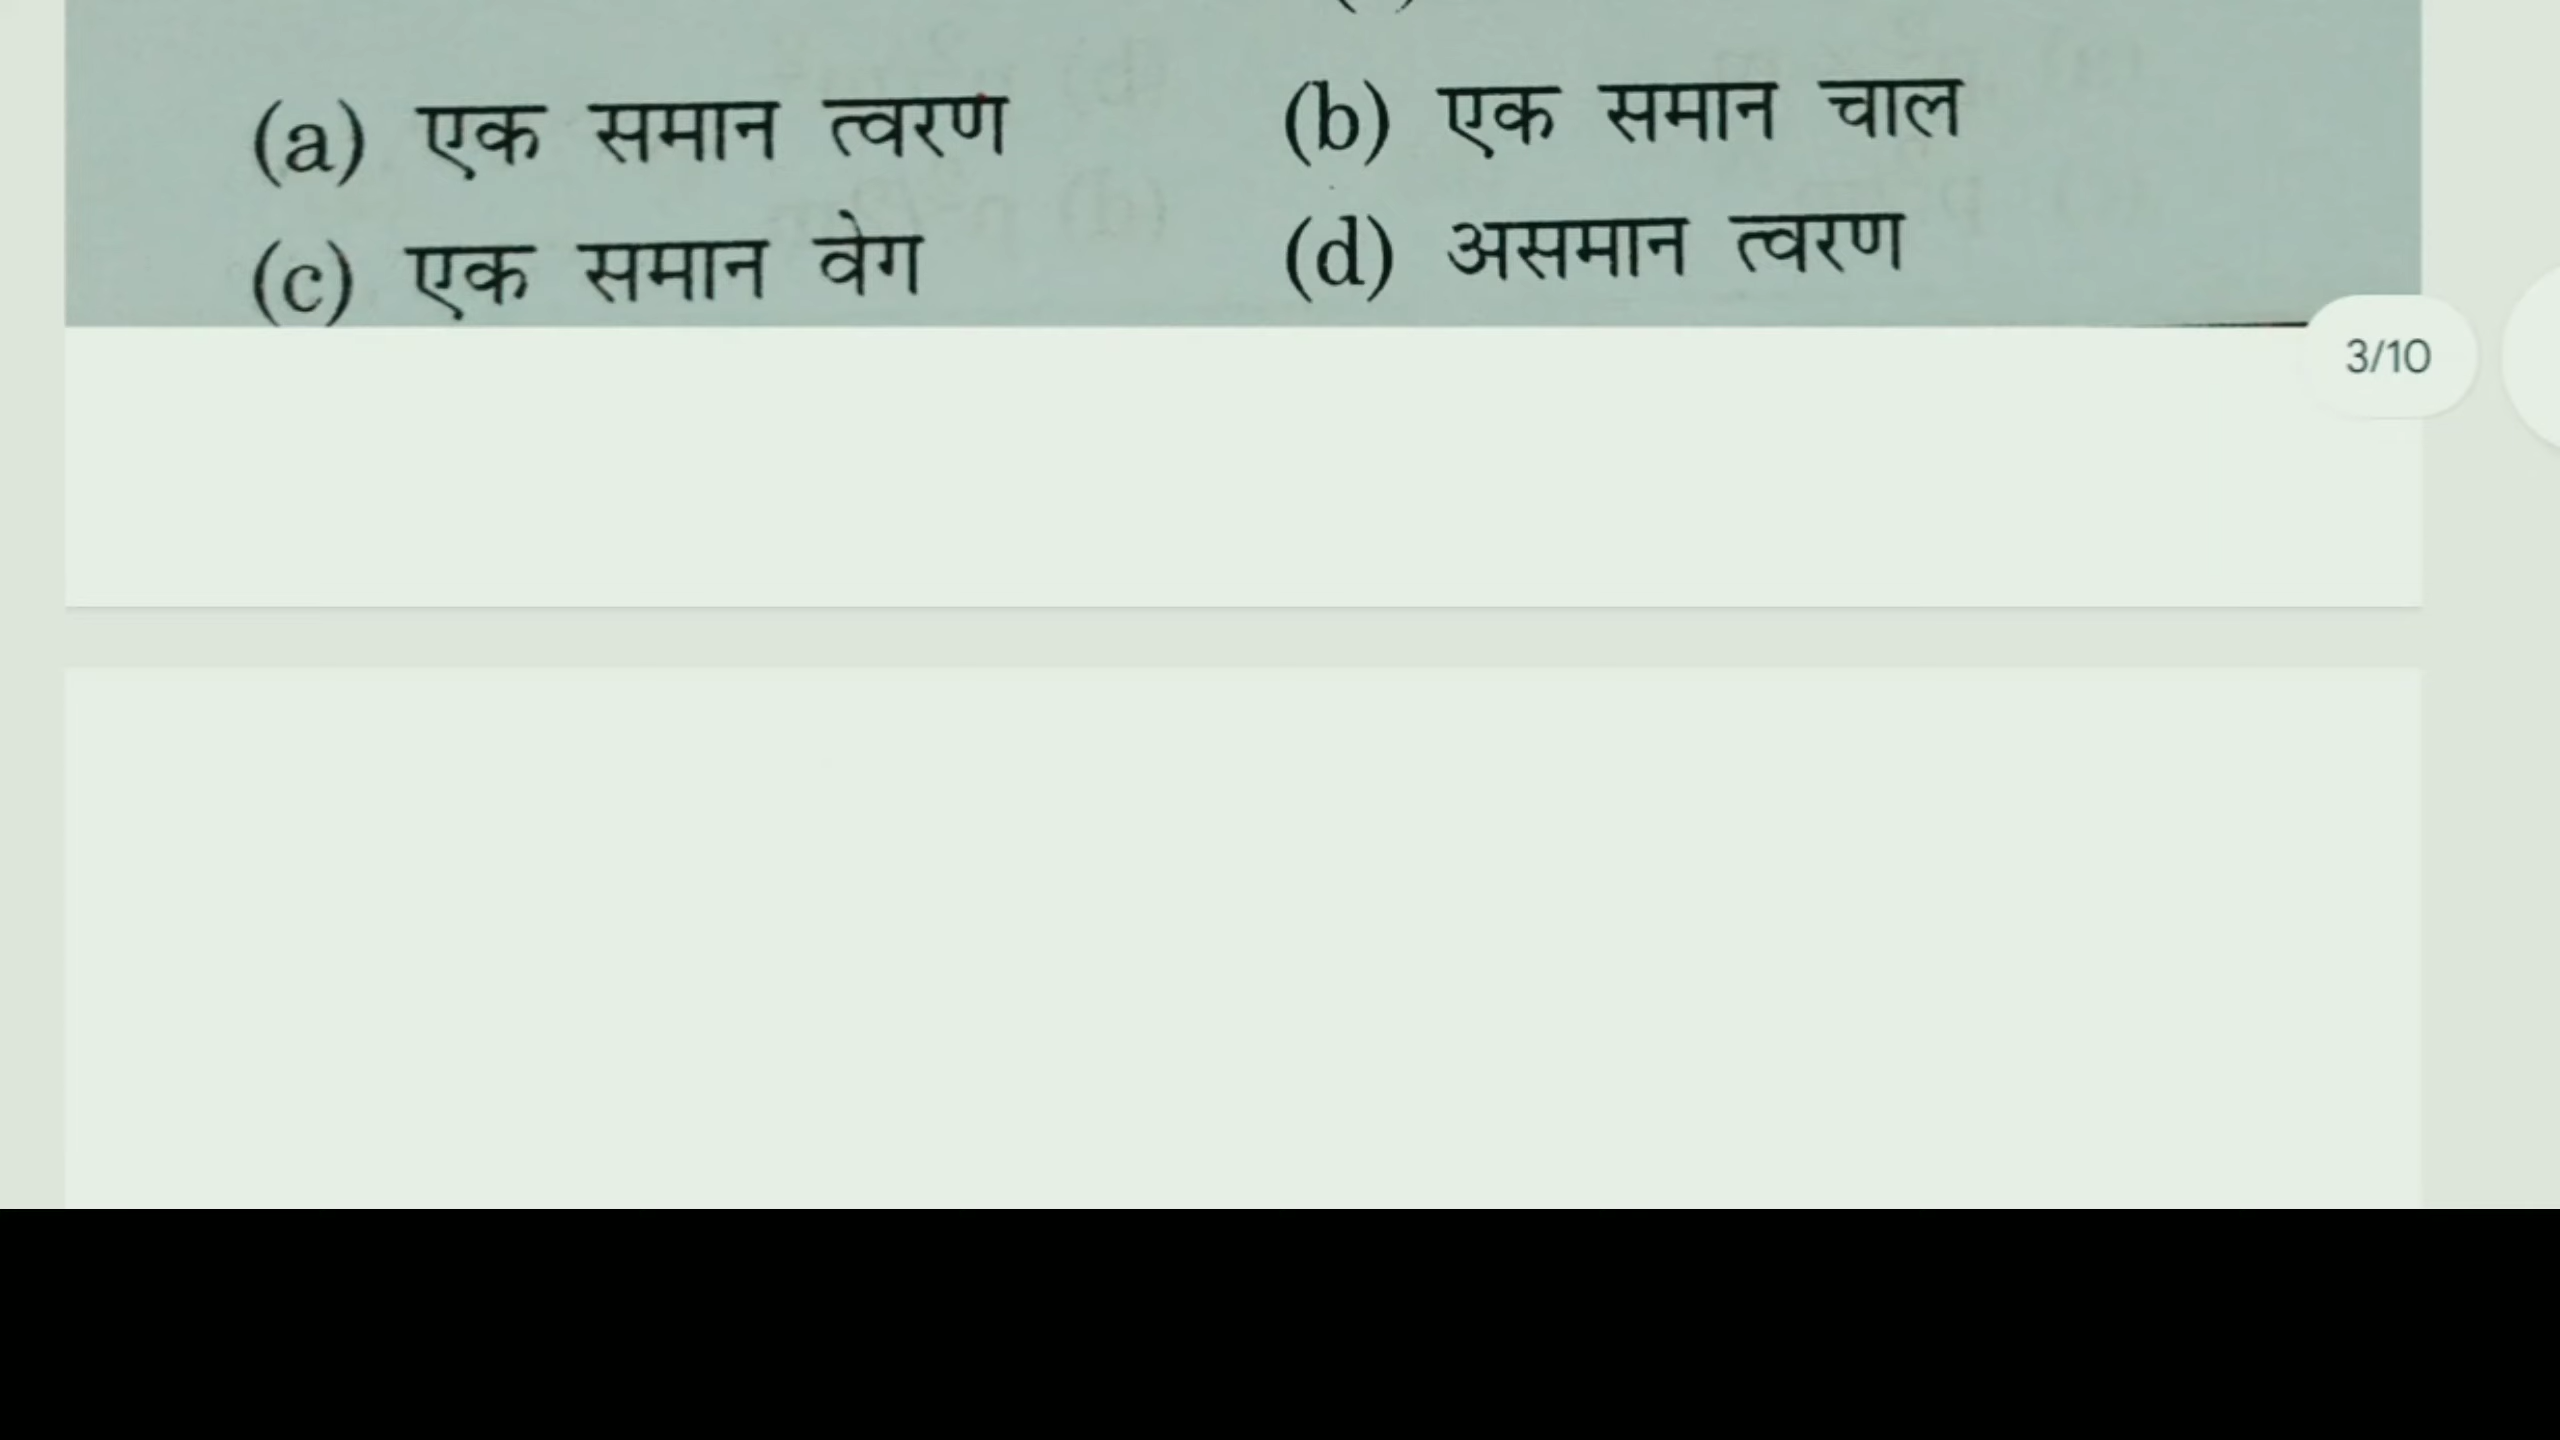 (a) एक समान त्वरण (b) एक समान चाल
(c) एक समान वेग (d) असमान त्वरण
3/10